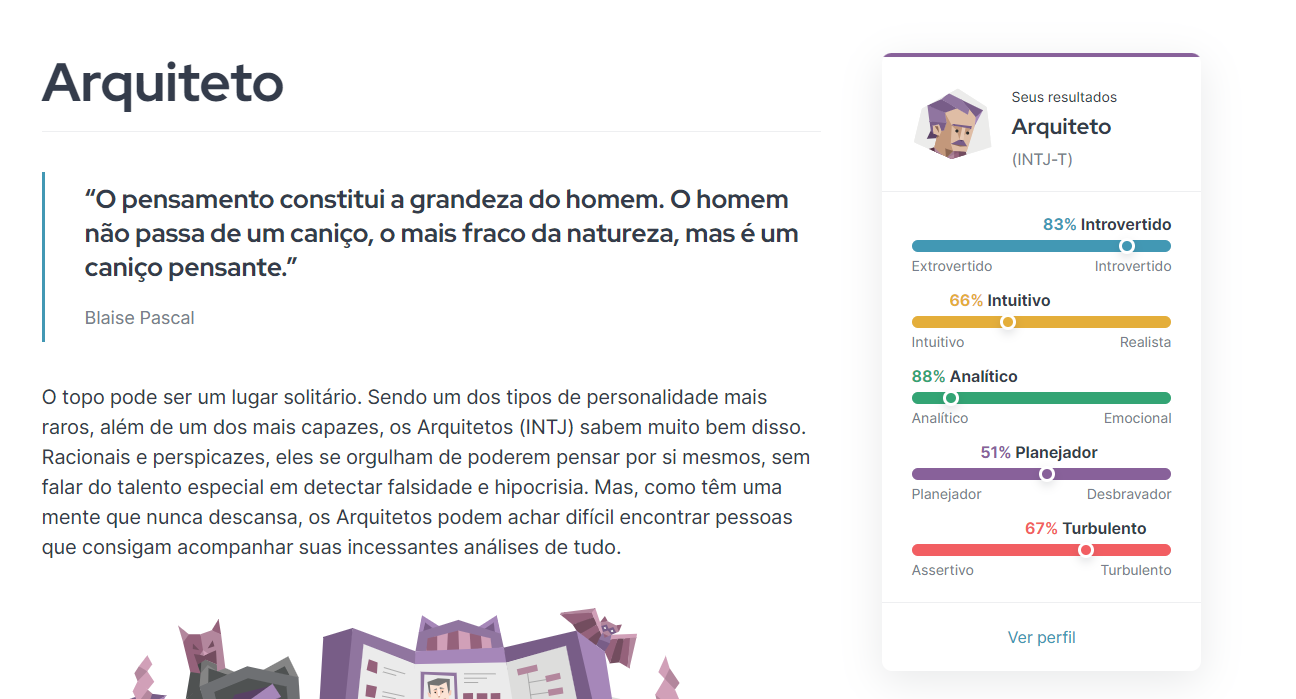 Arquiteto
“O pensamento constitui a grandeza do homem. O homem
não passa de um caniço, o mais fraco da natureza, mas é um
caniço pensante.”
Blaise Pascal
O topo pode ser um lugar solitário. Sendo um dos tipos de personalidade mais
raros, além de um dos mais capazes, os Arquitetos (INTJ) sabem muito bem disso.
Racionais e perspicazes, eles se orgulham de poderem pensar por si mesmos, sem
falar do talento especial em detectar falsidade e hipocrisia. Mas, como têm uma
mente que nunca descansa, os Arquitetos podem achar difícil encontrar pessoas
que consigam acompanhar suas incessantes análises de tudo.
Seus resultados
Arquiteto
(INTJ-T)
83% Introvertido
Extrovertido Introvertido
66% Intuitivo
Intuitivo Realista
88% Analítico
Analítico Emocional
51% Planejador
Planejador Desbravador
67% Turbulento
Assertivo Turbulento
Ver perfil